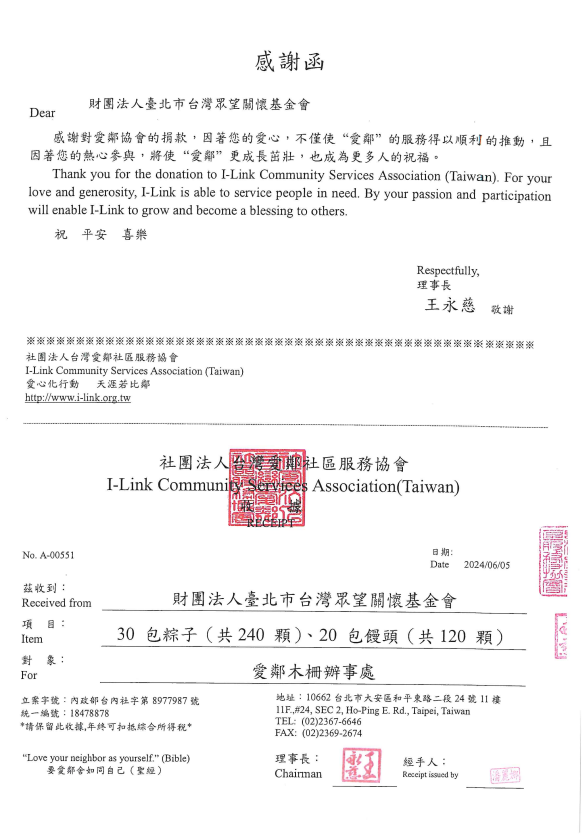 感謝函
財團法人臺北市台灣眾望關懷基金會
Dear
感謝對愛鄰協會的捐款，因著您的愛心，不僅使“愛鄰”的服務得以順利的推動，且
因著您的熱心參與，將使“愛鄰”更成長茁壯，也成為更多人的祝福。
Thank you for the donation to I-Link Community Services Association (Taiwan). For your
love and generosity, I-Link is able to service people in need. By your passion and participation
will enable I-Link to grow and become a blessing to others.
祝 平安 喜樂
Respectfully,
理事長
王永慈 敬謝
※※※※※※※※※※※※※※※※※※※※※※※※※※※※※※※※※※※※※※※※※※※※※※※※※※※
社團法人台灣愛鄰社區服務協會
I-Link Community Services Association (Taiwan)
愛心化行動 天涯若比鄰
http://www.i-link.org.tw
社團法人台灣愛鄰社區服務協會
I-Link Community Services Association(Taiwan)
收 據
RECEIPT
No. A-00551
日期:
Date 2024/06/05
茲收到：
Received from 財團法人臺北市台灣眾望關懷基金會
項 目：
Item 30 包粽子（共240 顆）、20 包饅頭（共120 顆）
對 象：
For 愛鄰木柵辦事處
立案字號：內政部台內社字第 8977987 號
統一編號：18478878
*請保留此收據,年終可扣抵綜合所得稅*
地址：10662 台北市大安區和平東路二段 24 號 11 樓
11F.,#24, SEC 2, Ho-Ping E. Rd., Taipei, Taiwan
TEL: (02)2367-6646
FAX: (02)2369-2674
“Love your neighbor as yourself.” (Bible)
要愛鄰舍如同自己（聖經）
理事長：
Chairman
經手人：
Receipt issued by